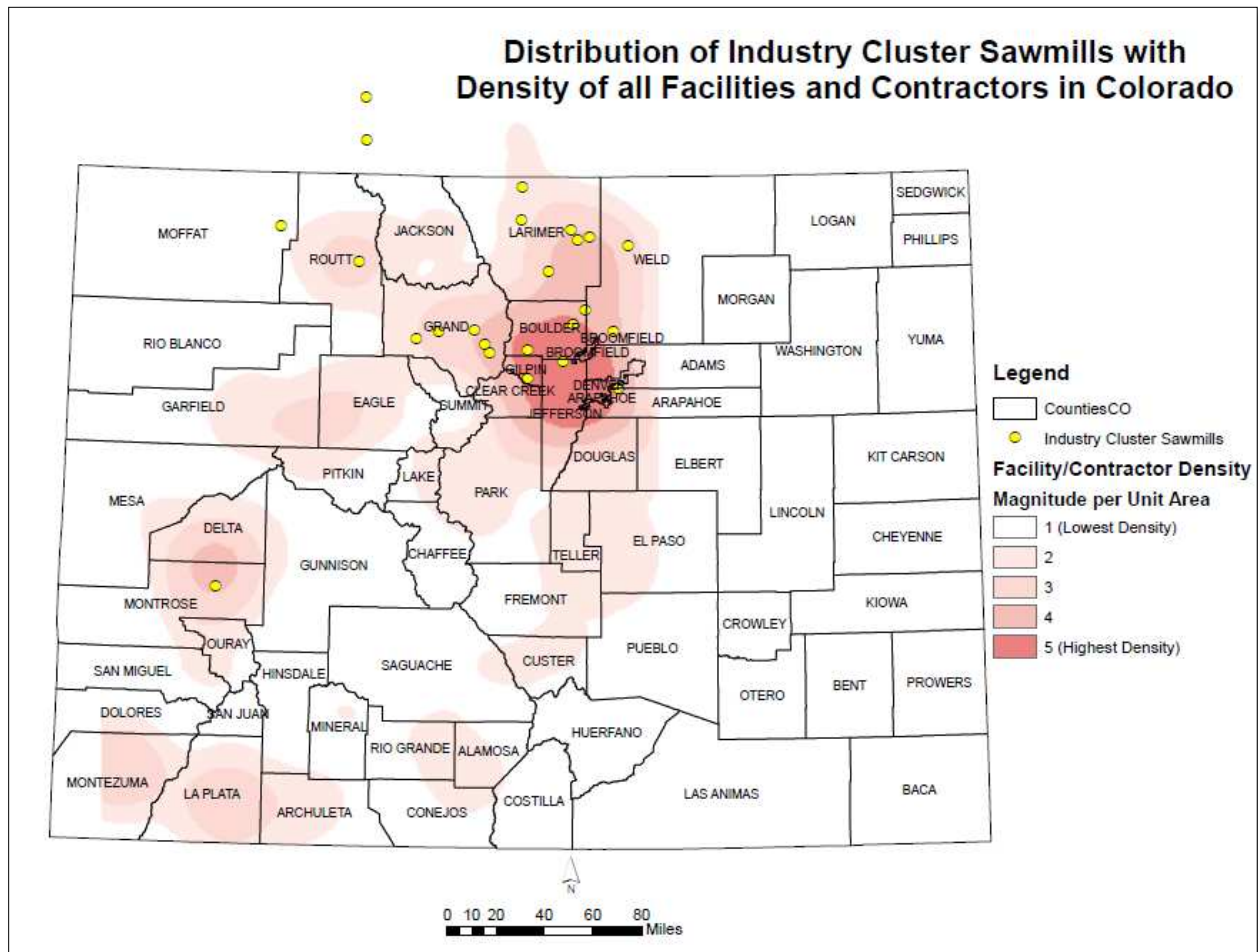 Distribution of Industry Cluster Sawmills with
Density of all Facilities and Contractors in Colorado
SEDGWICK
LOGAN
MOFFAT
JACKSON
LARIMER
PHILLIPS
ROUTT
WELD
MORGAN
GRAND
BOULDER
BROOMFIELD
YUMA
RIO BLANCO
BROOMFIELD
WASHINGTON
ADAMS
GILPIN
DENVER
CLEAR CREEK
ARAPAHOE
ARAPAHOE
GARFIELD
EAGLE
SUMMIT
JEFFERSON
DOUGLAS
ELBERT
KIT CARSON
PITKIN
LAKE
PARK
MESA
LINCOLN
DELTA
EL PASO
CHEYENNE
CHAFFEE
TELLER
GUNNISON
MONTROSE
FREMONT
KIOWA
CROWLEY
OURAY
SAGUACHE
CUSTER
PUEBLO
SAN MIGUEL
HINSDALE
OTERO
BENT
PROWERS
DOLORES
SAN JUAN
MINERAL
HUERFANO
RIO GRANDE
ALAMOSA
MONTEZUMA
LA PLATA
ARCHULETA
CONEJOS
COSTILLA
LAS ANIMAS
BACA
Legend
CountiesCO
Industry Cluster Sawmills
Facility/Contractor Density
Magnitude per Unit Area
1 (Lowest Density)
2
3
4
5 (Highest Density)
N
0 10 20 40 60 80
Miles